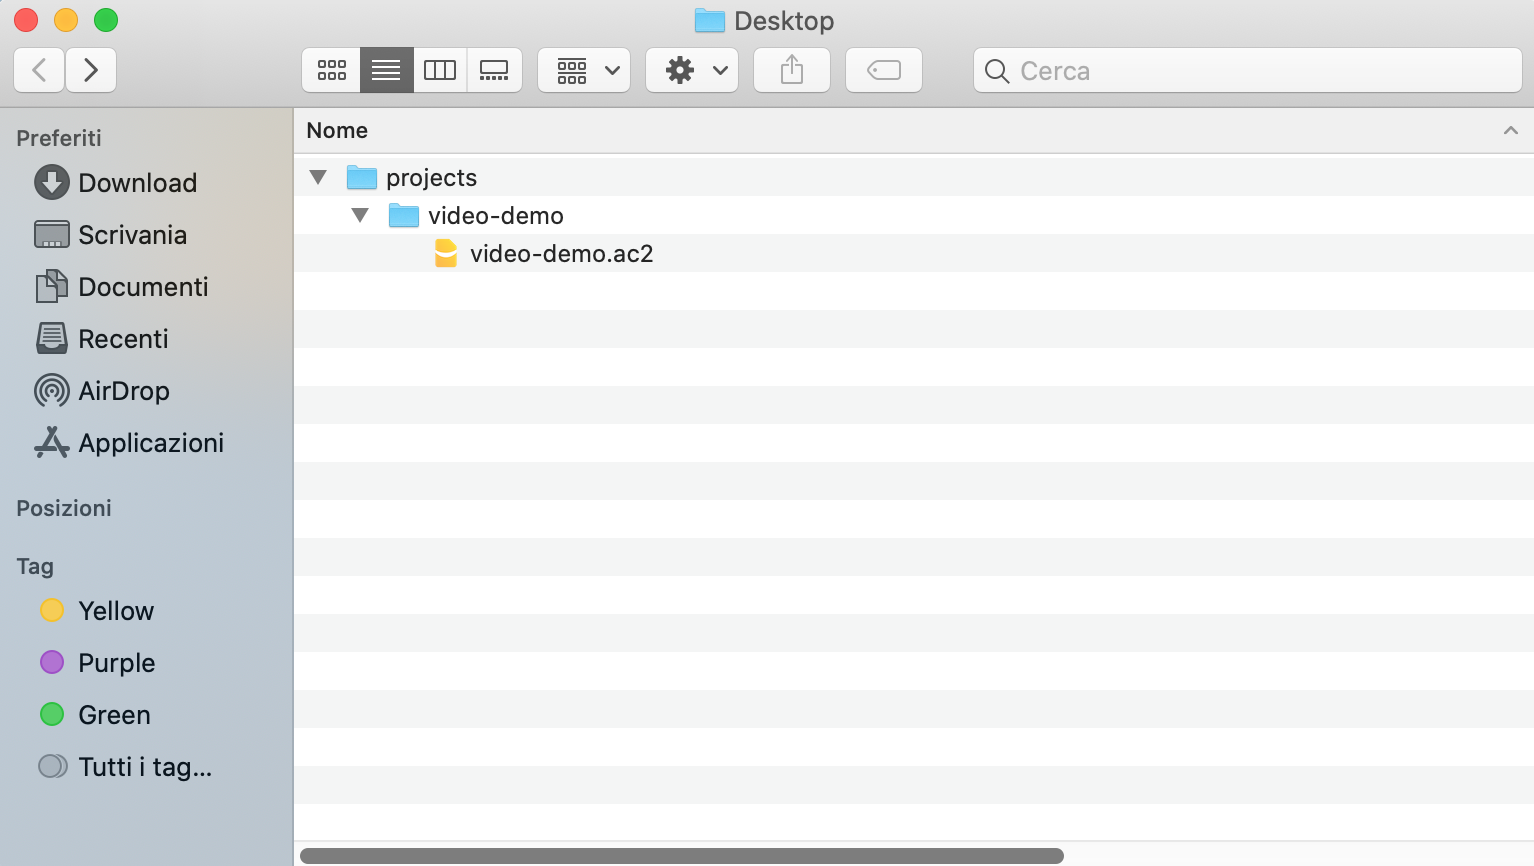 Desktop
Cerca
Preferiti
Download
Scrivania
Documenti
Recenti
AirDrop
Applicazioni
Posizioni
Tag
Yellow
Purple
Green
Tutti i tag...
Nome
projects
video-demo
video-demo.ac2